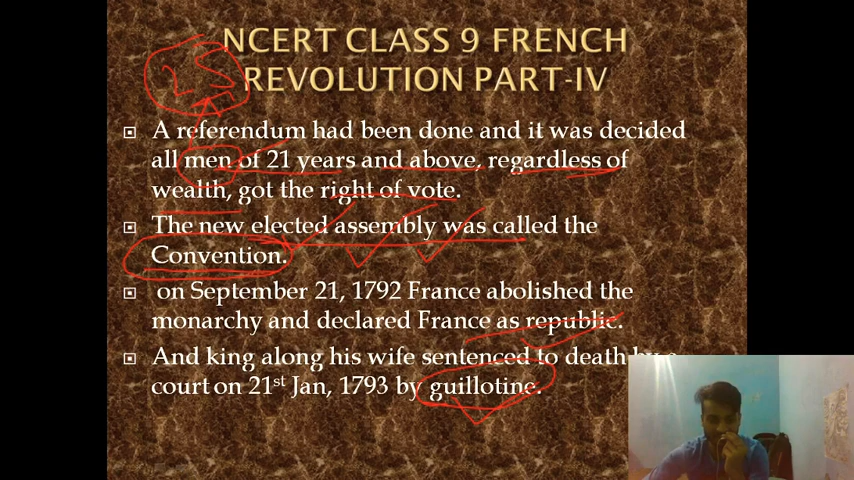 NCERT CLASS 9 FRENCH
REVOLUTION PART-IV
A referendum had been done and it was decided
all men of 21 years and above, regardless of
wealth, got the right of vote.
The new elected assembly was called the
Convention.
on September 21, 1792 France abolished the
monarchy and declared France as republic.
And king along his wife sentenced to death by a
court on 21st Jan, 1793 by guillotine.